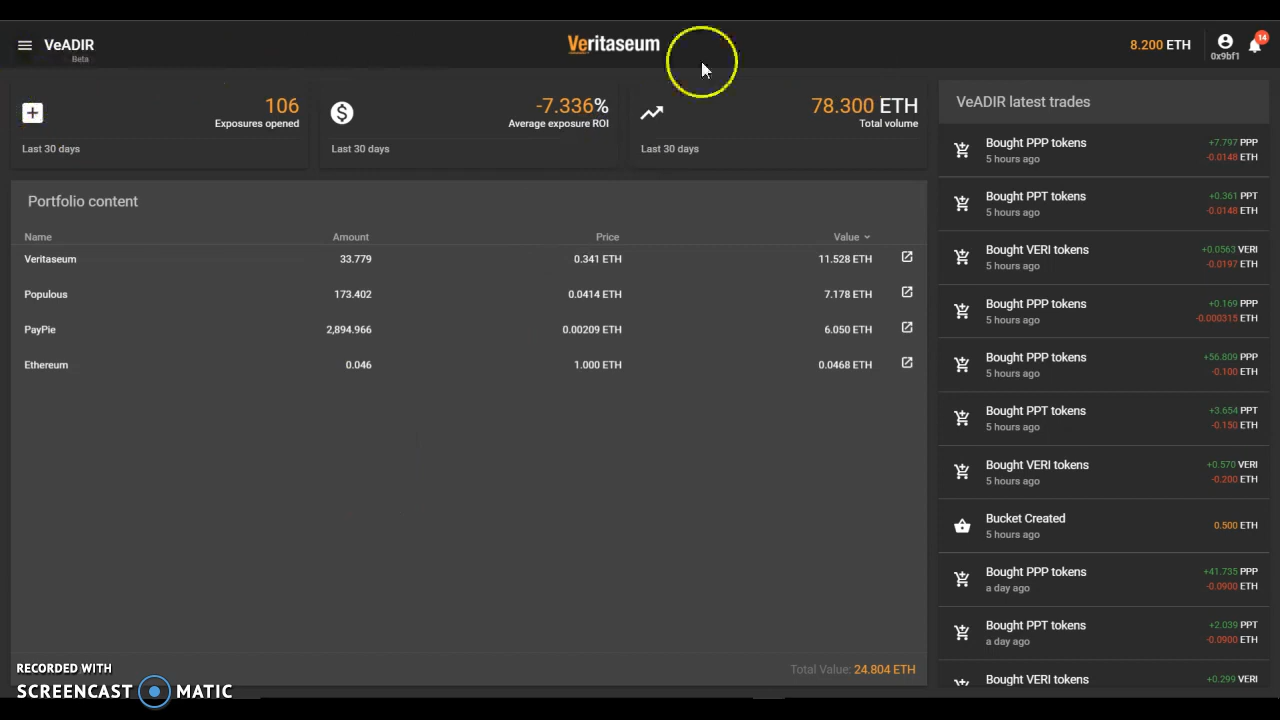 VeADIR
Beta
Veritaseum
8.200 ETH
0x9bf1
14
106
Exposures opened
Last 30 days
-7.336%
Average exposure ROI
Last 30 days
78.300 ETH
Total volume
Last 30 days
Portfolio content
Name Amount Price Value
Veritaseum 33.779 0.341 ETH 11.528 ETH
Populous 173.402 0.0414 ETH 7.178 ETH
PayPie 2,894.966 0.00209 ETH 6.050 ETH
Ethereum 0.046 1.000 ETH 0.0468 ETH
Total Value: 24.804 ETH
VeADIR latest trades
Bought PPP tokens +7.797 PPP
5 hours ago -0.0148 ETH
Bought PPT tokens +0.361 PPT
5 hours ago -0.0148 ETH
Bought VERI tokens +0.0563 VERI
5 hours ago -0.0197 ETH
Bought PPP tokens +0.169 PPP
5 hours ago -0.000315 ETH
Bought PPP tokens +56.809 PPP
5 hours ago -0.100 ETH
Bought PPT tokens +3.654 PPT
5 hours ago -0.150 ETH
Bought VERI tokens +0.570 VERI
5 hours ago -0.200 ETH
Bucket Created 0.500 ETH
5 hours ago
Bought PPP tokens +41.735 PPP
a day ago -0.0900 ETH
Bought PPT tokens +2.039 PPT
a day ago -0.0900 ETH
Bought VERI tokens +0.299 VERI
RECORDED WITH
SCREENCAST MATIC